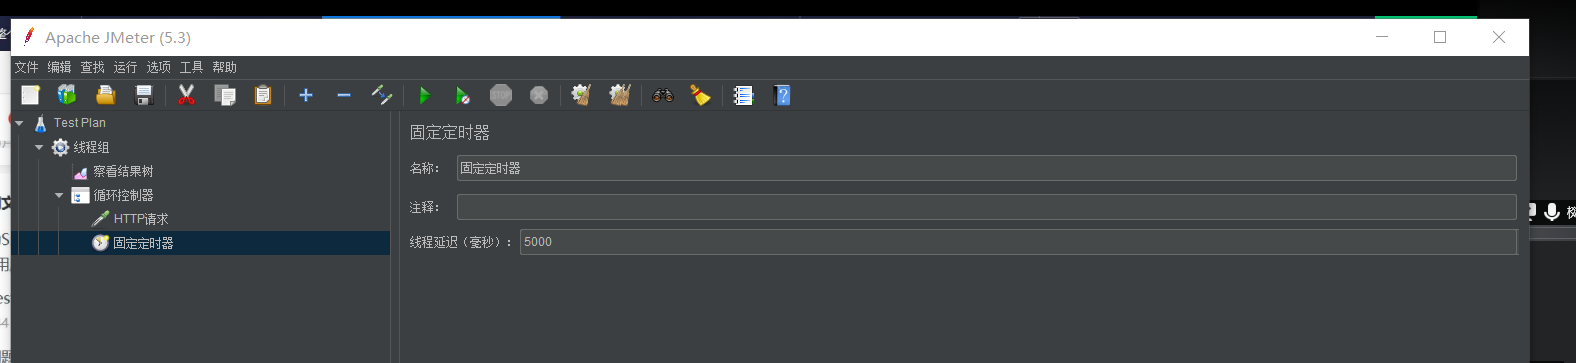 Apache JMeter (5.3)
文件 编辑 查找 运行 选项 工具 帮助
STOP
Test Plan
线程组
察看结果树
循环控制器
HTTP请求
固定定时器
固定定时器
名称： 固定定时器
注释：
线程延迟（毫秒）： 5000